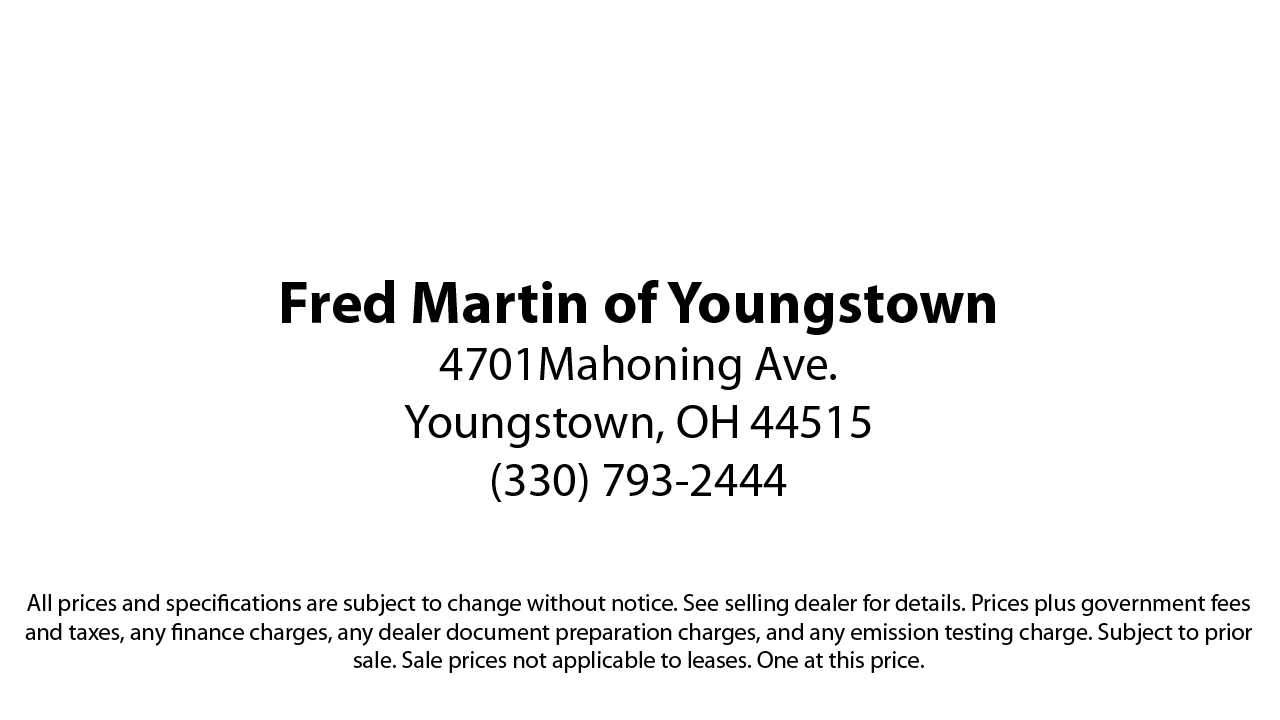 Fred Martin of Youngstown
4701Mahoning Ave.
Youngstown, OH 44515
(330) 793-2444
All prices and specifications are subject to change without notice. See selling dealer for details. Prices plus government fees
and taxes, any finance charges, any dealer document preparation charges, and any emission testing charge. Subject to prior
sale. Sale prices not applicable to leases. One at this price.